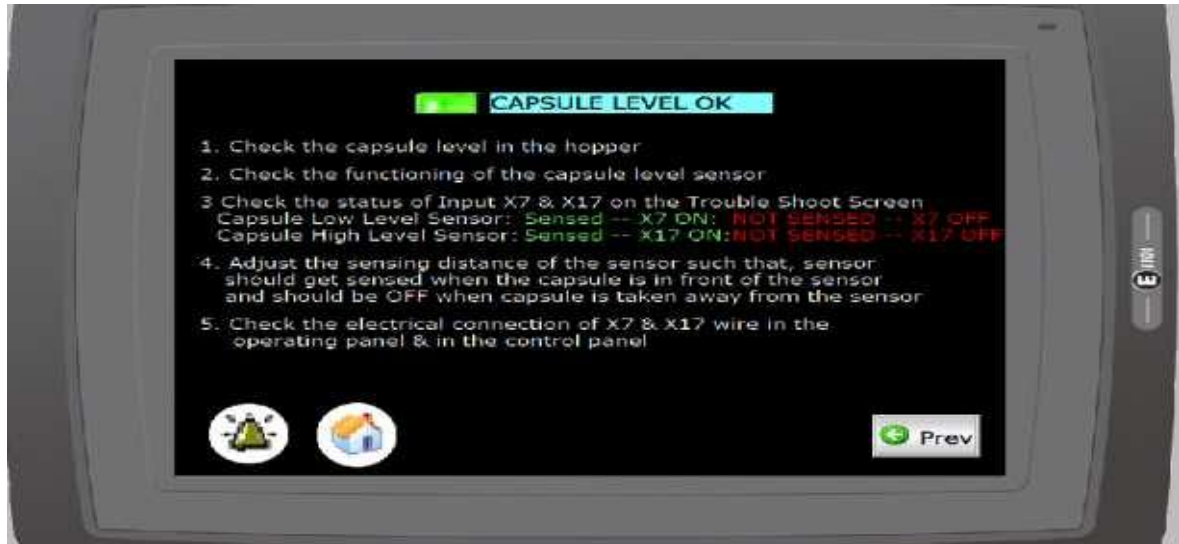 CAPSULE LEVEL OK
1. Check the capsule level in the hopper
2. Check the functioning of the capsule level sensor
3 Check the status of Input X7 & X17 on the Trouble Shoot Screen
Capsule Low Level Sensor: Sensed -- X7 ON: NOT SENSED -- X7 OFF
Capsule High Level Sensor: Sensed -- X17 ON:NOT SENSED -- X17 OFF
4. Adjust the sensing distance of the sensor such that, sensor
should get sensed when the capsule is in front of the sensor
and should be OFF when capsule is taken away from the sensor
5. Check the electrical connection of X7 & X17 wire in the
operating panel & in the control panel
Prev